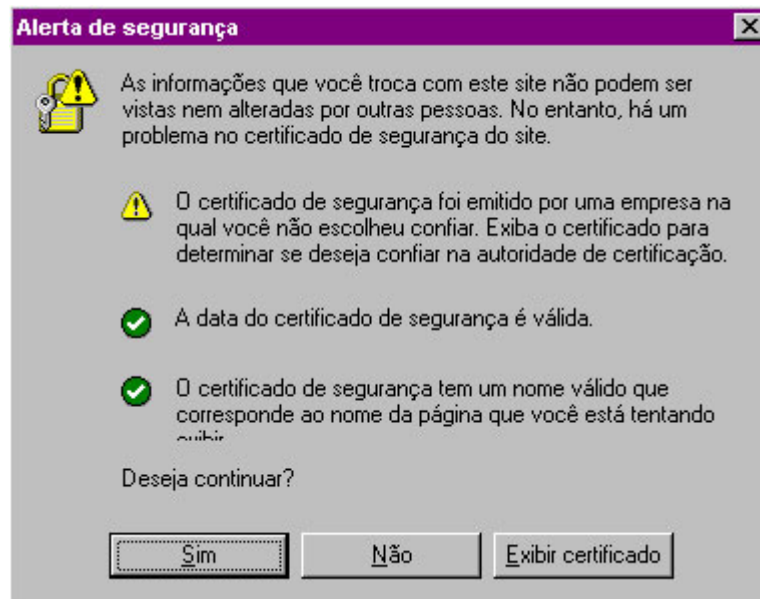 Alerta de segurança
As informações que você troca com este site não podem ser
vistas nem alteradas por outras pessoas. No entanto, há um
problema no certificado de segurança do site.
O certificado de segurança foi emitido por uma empresa na
qual você não escolheu confiar. Exiba o certificado para
determinar se deseja confiar na autoridade de certificação.
A data do certificado de segurança é válida.
O certificado de segurança tem um nome válido que
corresponde ao nome da página que você está tentando
exibir.
Deseja continuar?
Sim Não Exibir certificado